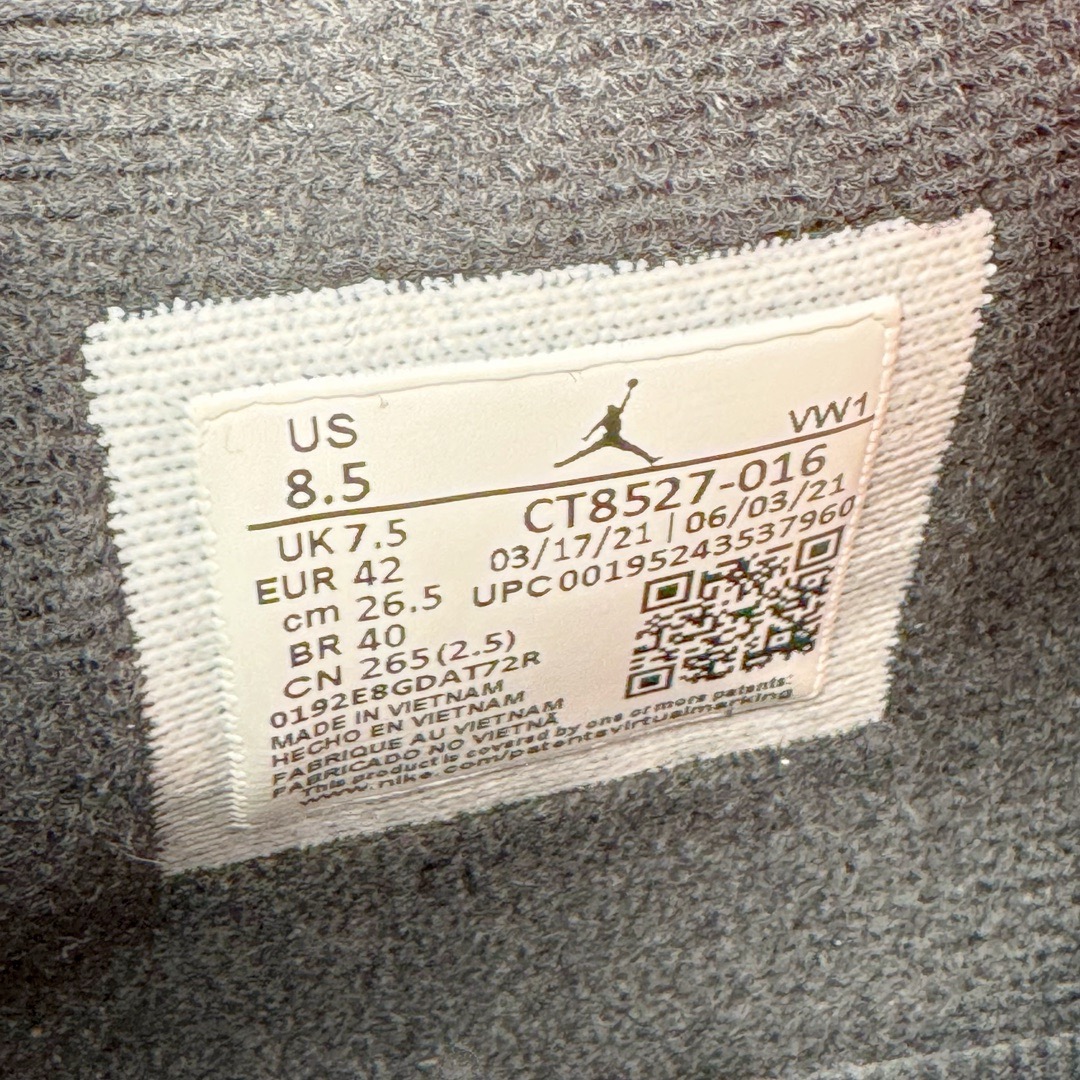 US
8.5
VW1
UK 7.5
EUR 42
cm 26.5
BR 40
CN 265(2.5)
CT8527-016
03/17/21 | 06/03/21
UPC00195243537960
0192E8GDAT72R
MADE IN VIETNAM
HECHO EN VIETNAM
FABRIQUE AU VIETNAM
FABRICADO NO VIETNÃ
This product is covered by one or more patents:
www.nike.com/patentsvirtualmarking